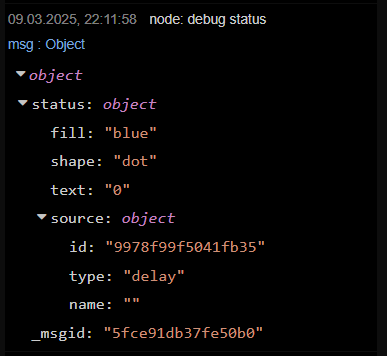 09.03.2025, 22:11:58 node: debug status
msg : Object
object
status: object
fill: "blue"
shape: "dot"
text: "0"
source: object
id: "9978f99f5041fb35"
type: "delay"
name: ""
_msgid: "5fce91db37fe50b0"